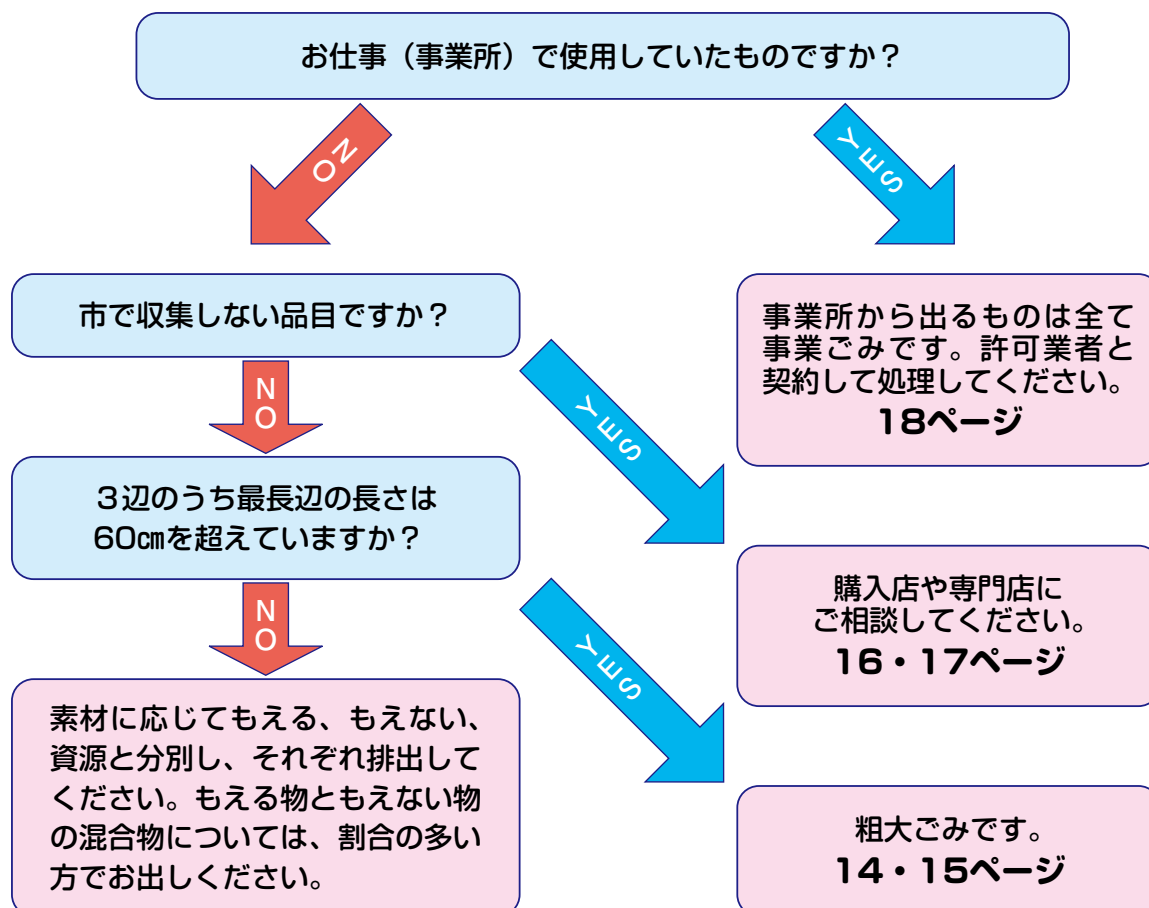 お仕事（事業所）で使用していたものですか？
NO
YES
市で収集しない品目ですか？
事業所から出るものは全て
事業ごみです。許可業者と
契約して処理してください。
18ページ
NO
YES
３辺のうち最長辺の長さは
60㎝を超えていますか？
購入店や専門店に
ご相談してください。
16・17ページ
NO
YES
素材に応じてもえる、もえない、
資源と分別し、それぞれ排出して
ください。もえる物ともえない物
の混合物については、割合の多い
方でお出しください。
粗大ごみです。
14・15ページ